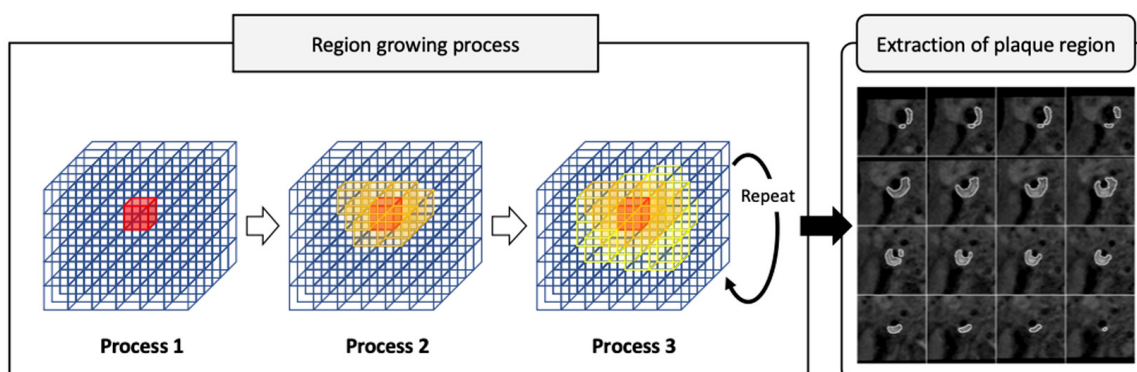 Region growing process
Extraction of plaque region
Repeat
Process 1
Process 2
Process 3